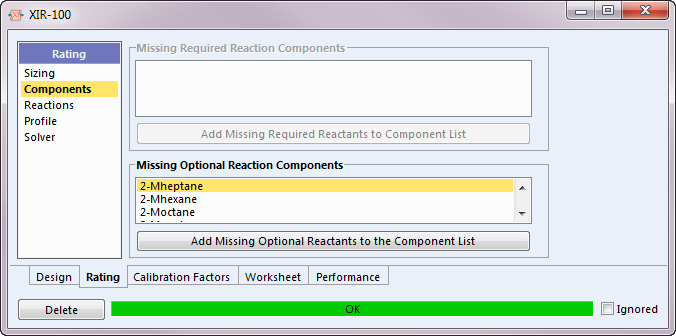 XIR-100
Rating
Sizing
Components
Reactions
Profile
Solver
Missing Required Reaction Components
Add Missing Required Reactants to Component List
Missing Optional Reaction Components
2-Mheptane
2-Mhexane
2-Moctane
Add Missing Optional Reactants to the Component List
Design Rating Calibration Factors Worksheet Performance
Delete OK Ignored